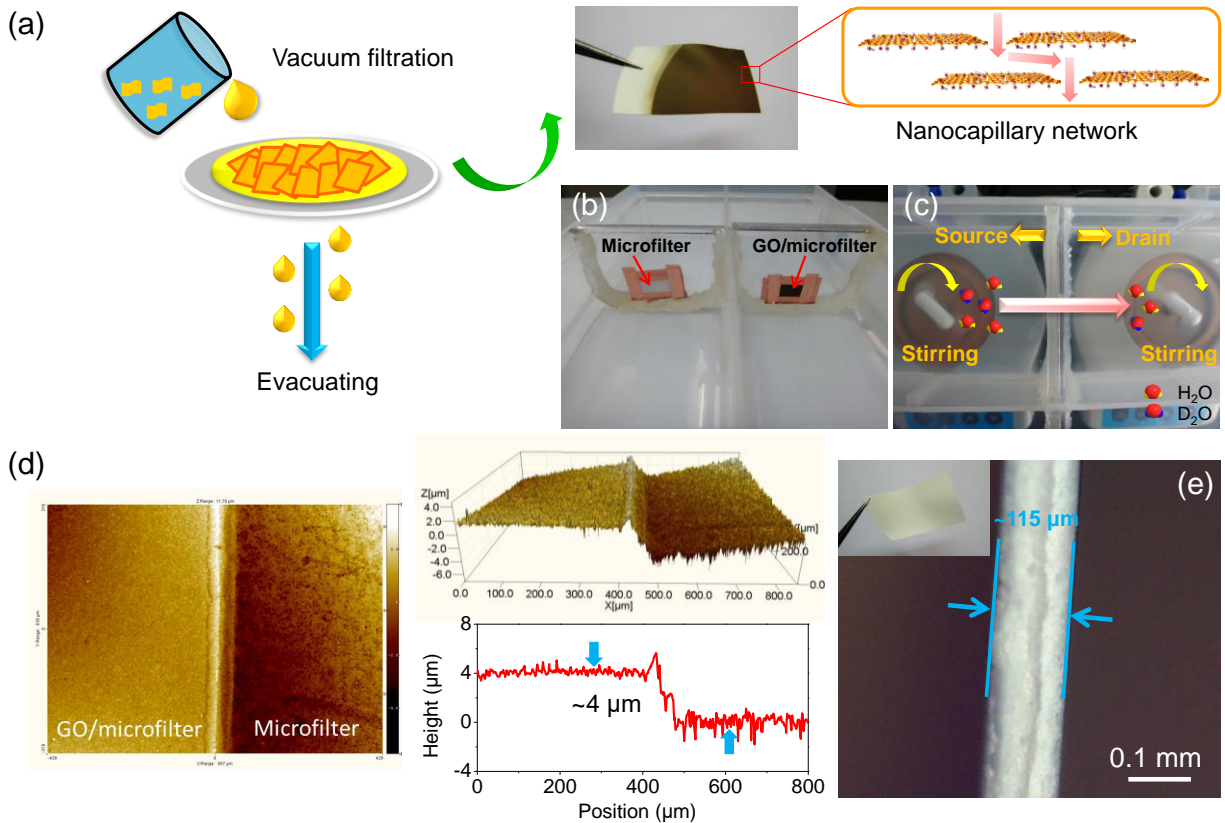 (a)
Vacuum filtration
Evacuating
Nanocapillary network
(b)
Microfilter
GO/microfilter
(c)
Source
Drain
Stirring
Stirring
H2O
D2O
(d)
GO/microfilter
Microfilter
Z[µm]
4.0
2.0
0.0
-2.0
-4.0
-6.0
200.0
0.0
0.0 100.0 200.0 300.0 400.0 500.0 600.0 700.0 800.0
X[µm]
Height (µm)
8
4
0
-4
~4 µm
0 200 400 600 800
Position (µm)
(e)
~115 µm
0.1 mm